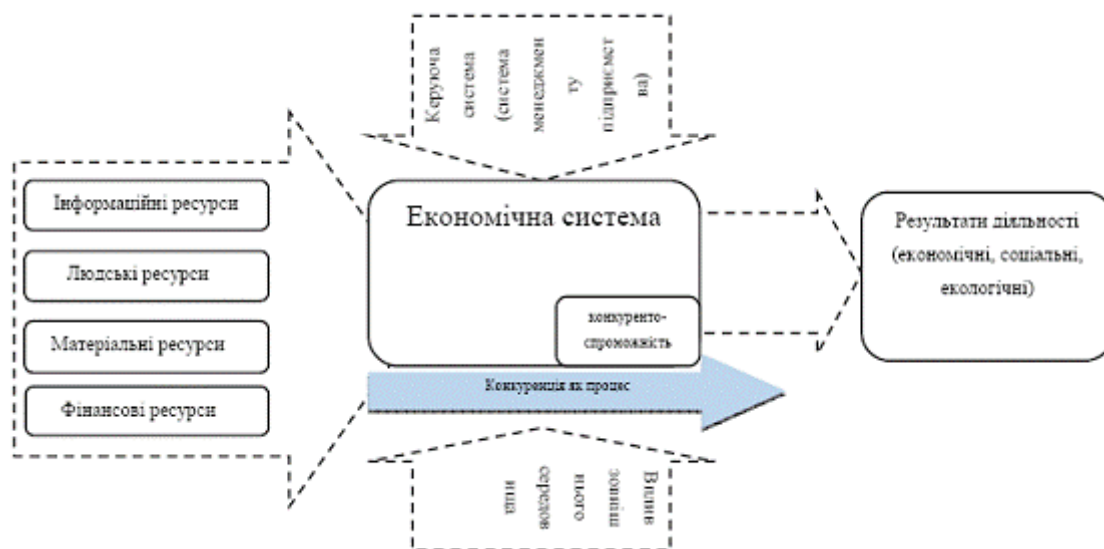 Керуюча
система
(система
менеджмен
ту
підприємст
ва)
Інформаційні ресурси
Людські ресурси
Матеріальні ресурси
Фінансові ресурси
Економічна система
конкуренто-
спроможність
Конкуренція як процес
Результати діяльності
(економічні, соціальні,
екологічні)
Вплив
зовніш
нього
середов
ища